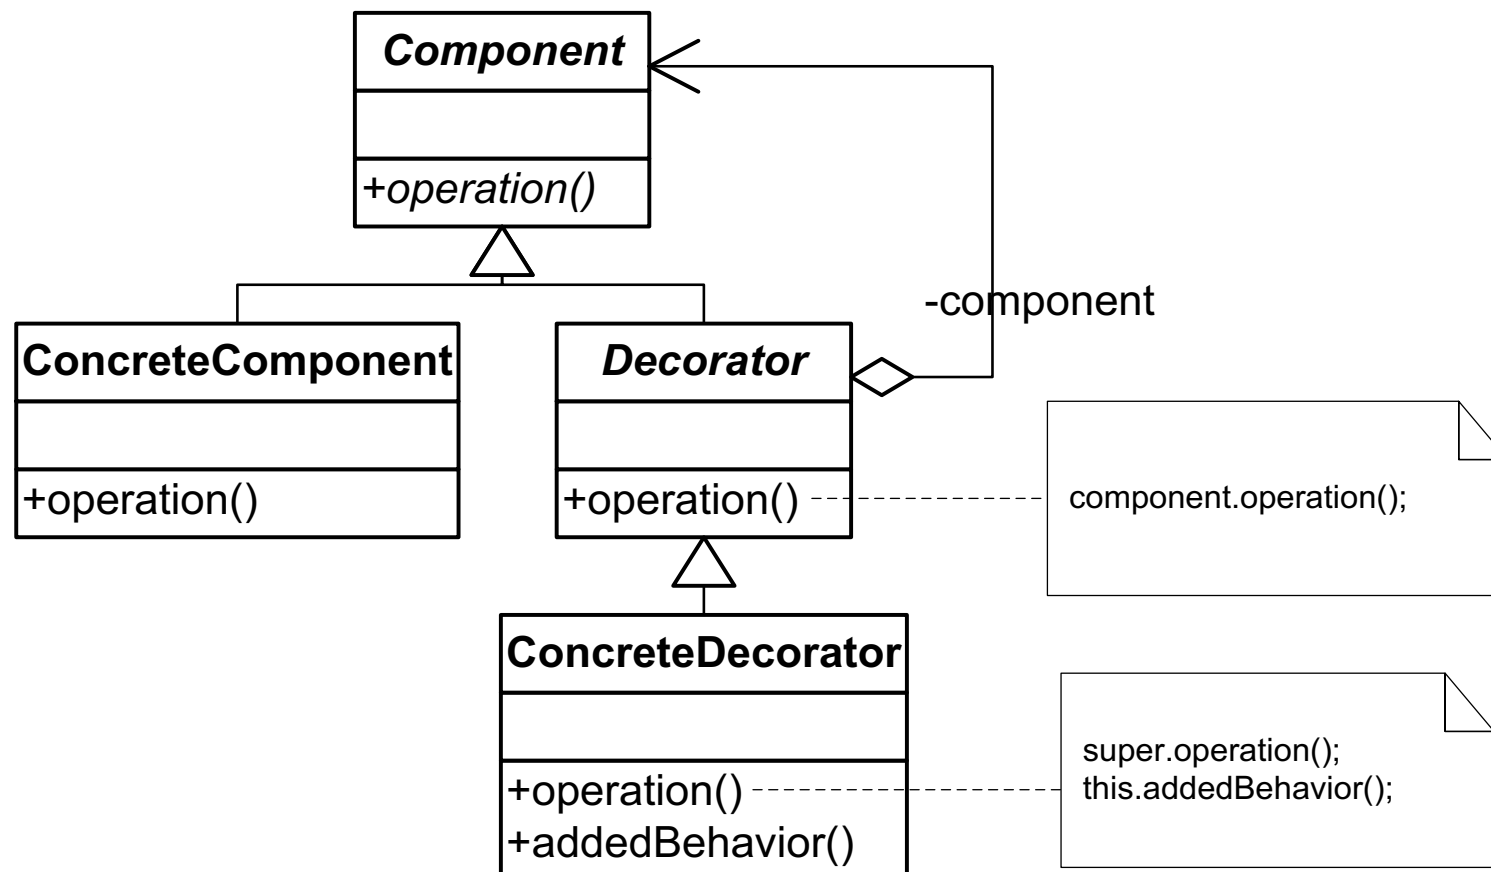 Component
+operation()
-component
ConcreteComponent
+operation()
Decorator
+operation()
component.operation();
ConcreteDecorator
+operation()
+addedBehavior()
super.operation();
this.addedBehavior();